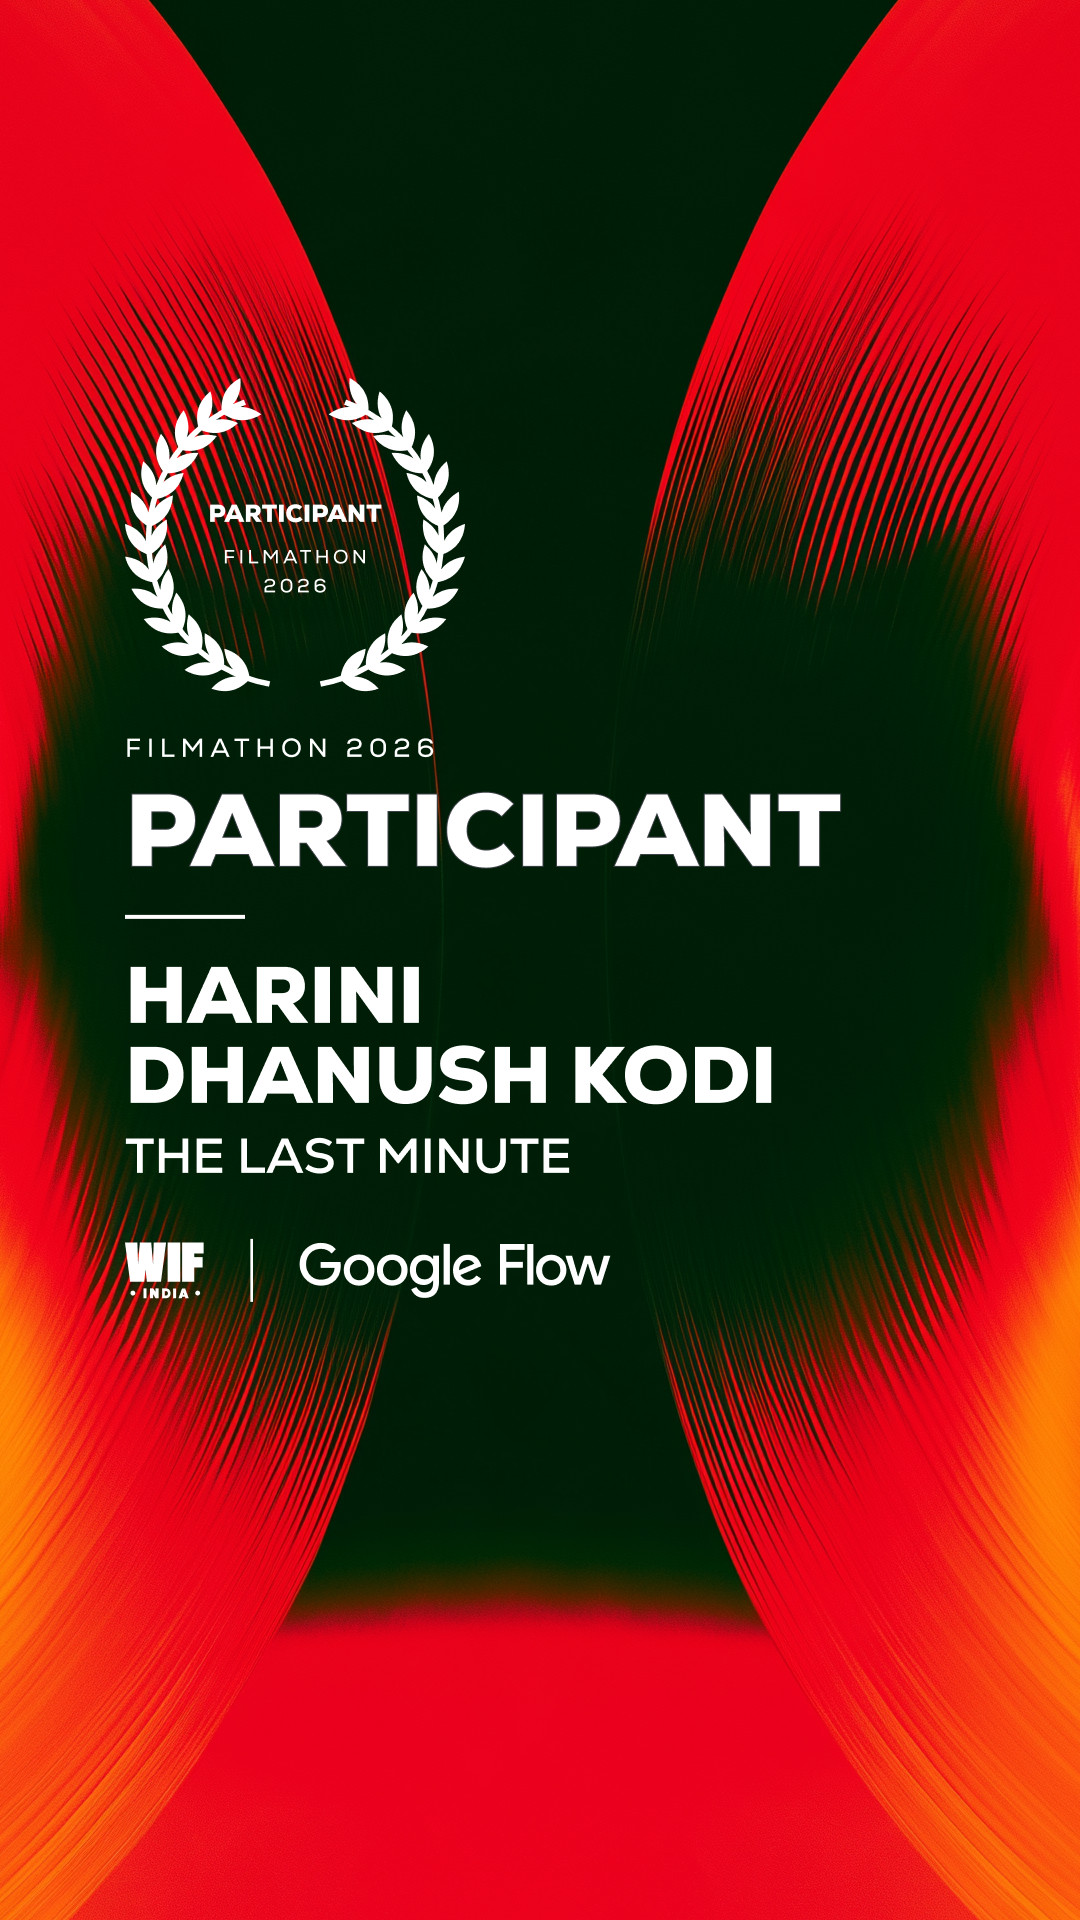 PARTICIPANT
FILMATHON
2026
FILMATHON 2026
PARTICIPANT
HARINI
DHANUSH KODI
THE LAST MINUTE
WIF
• INDIA •
Google Flow